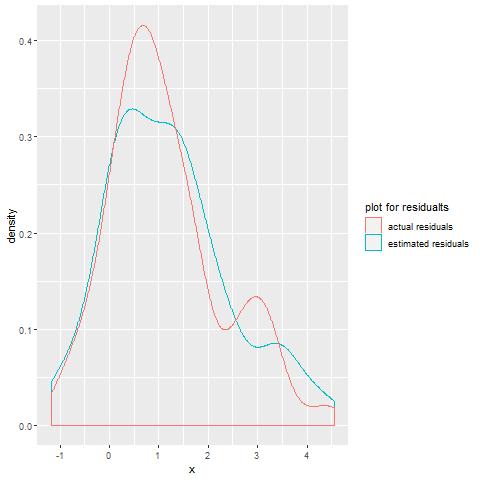 0.4
0.3
0.2
0.1
0.0
density
-1
0
1
2
3
4
x
plot for residualts
actual residuals
estimated residuals